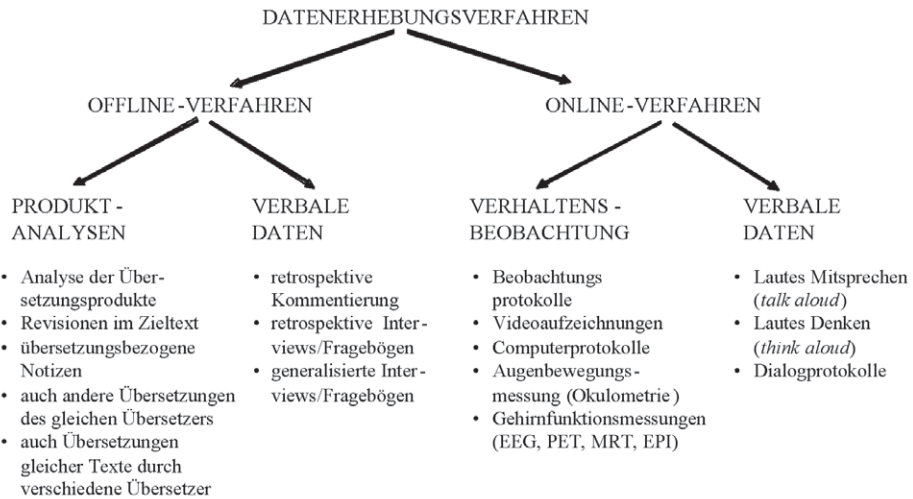 DATENERHEBUNGSVERFAHREN
OFFLINE-VERFAHREN
ONLINE-VERFAHREN
PRODUKT-
ANALYSEN
• Analyse der Über-
setzungsprodukte
• Revisionen im Zieltext
• übersetzungsbezogene
Notizen
• auch andere Übersetzungen
des gleichen Übersetzers
• auch Übersetzungen
gleicher Texte durch
verschiedene Übersetzer
VERBALE
DATEN
• retrospektive
Kommentierung
• retrospektive Inter-
views/Fragebögen
• generalisierte Inter-
views/Fragebögen
VERHALTENS-
BEOBACHTUNG
• Beobachtungs
protokolle
• Videoaufzeichnungen
• Computerprotokolle
• Augenbewegungs-
messung (Okulometrie)
• Gehirnfunktionsmessungen
(EEG, PET, MRT, EPI)
VERBALE
DATEN
• Lautes Mitsprechen
(talk aloud)
• Lautes Denken
(think aloud)
• Dialogprotokolle